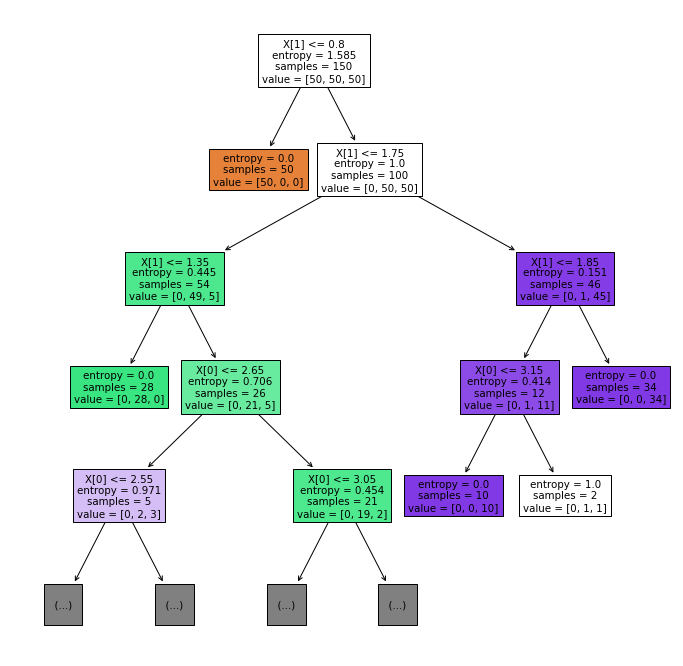 X[1] <= 0.8
entropy = 1.585
samples = 150
value = [50, 50, 50]
entropy = 0.0
samples = 50
value = [50, 0, 0]
X[1] <= 1.75
entropy = 1.0
samples = 100
value = [0, 50, 50]
X[1] <= 1.35
entropy = 0.445
samples = 54
value = [0, 49, 5]
X[1] <= 1.85
entropy = 0.151
samples = 46
value = [0, 1, 45]
entropy = 0.0
samples = 28
value = [0, 28, 0]
X[0] <= 2.65
entropy = 0.706
samples = 26
value = [0, 21, 5]
X[0] <= 3.15
entropy = 0.414
samples = 12
value = [0, 1, 11]
entropy = 0.0
samples = 34
value = [0, 0, 34]
X[0] <= 2.55
entropy = 0.971
samples = 5
value = [0, 2, 3]
X[0] <= 3.05
entropy = 0.454
samples = 21
value = [0, 19, 2]
entropy = 0.0
samples = 10
value = [0, 0, 10]
entropy = 1.0
samples = 2
value = [0, 1, 1]
(...)
(...)
(...)
(...)